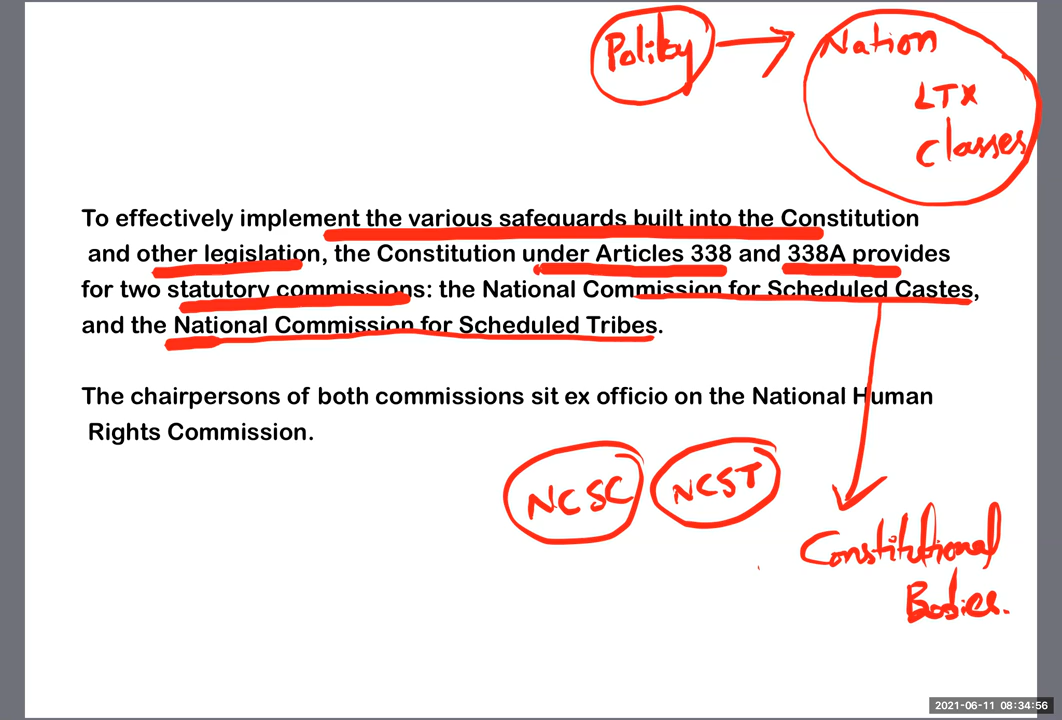 Polity → Nation
LTX
Classes
To effectively implement the various safeguards built into the Constitution
and other legislation, the Constitution under Articles 338 and 338A provides
for two statutory commissions: the National Commission for Scheduled Castes,
and the National Commission for Scheduled Tribes.
The chairpersons of both commissions sit ex officio on the National Human
Rights Commission.
NCSC NCST
Constitutional
Bodies.
2021-06-11 08:34:56